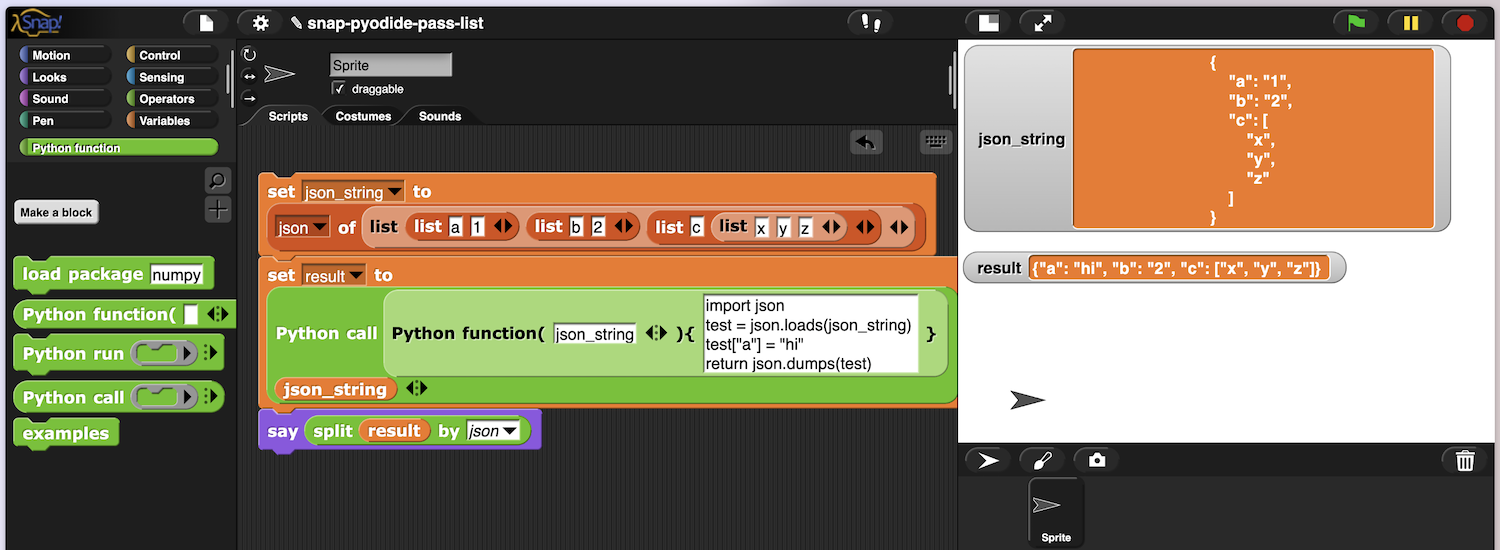 λSnap!
✎ snap-pyodide-pass-list
Motion
Control
Looks
Sensing
Sound
Operators
Pen
Variables
Python function
Make a block
load package numpy
Python function(
Python run
Python call
examples
Sprite
draggable
Scripts
Costumes
Sounds
set json_string to
json of list list a 1 list b 2 list c list x y z
set result to
Python call Python function( json_string ){
import json
test = json.loads(json_string)
test["a"] = "hi"
return json.dumps(test)
}
json_string
say split result by json
json_string
{
"a": "1",
"b": "2",
"c": [
"x",
"y",
"z"
]
}
result {"a": "hi", "b": "2", "c": ["x", "y", "z"]}
Sprite